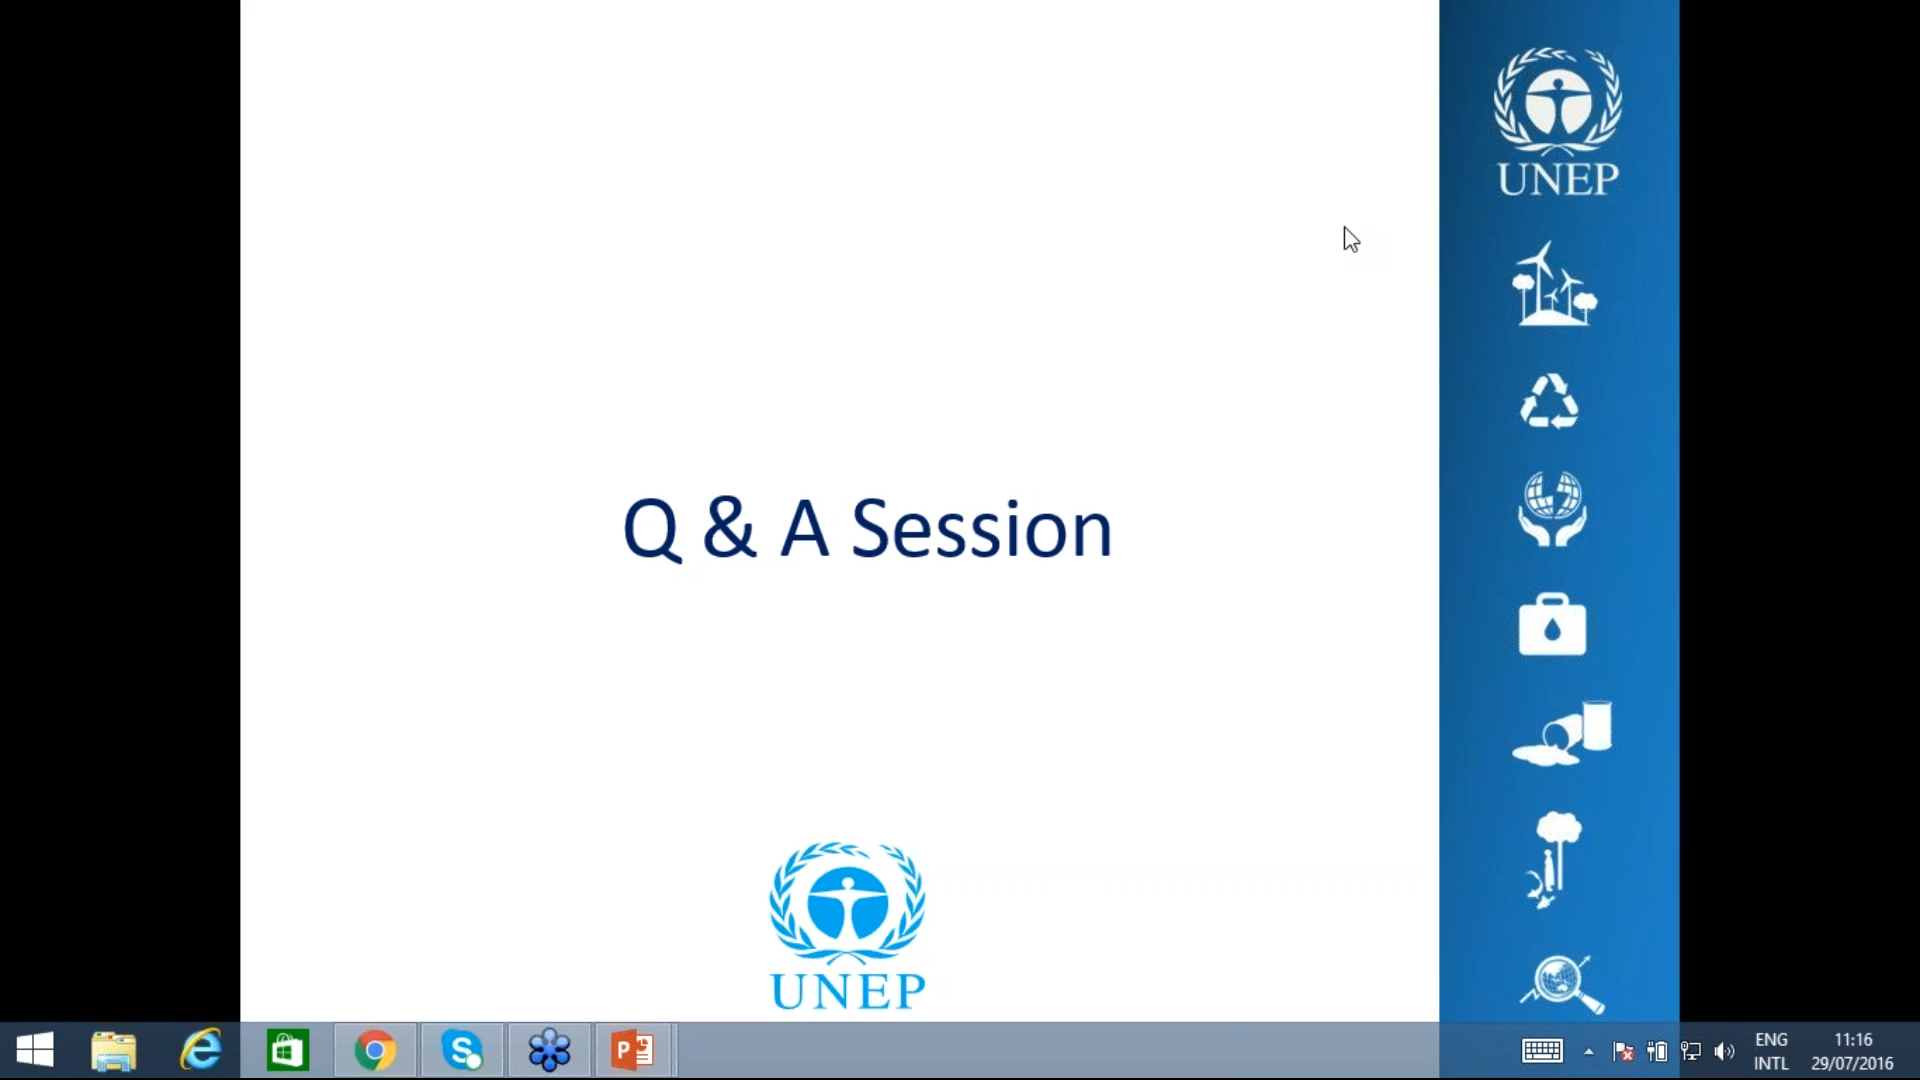 UNEP
Q & A Session
UNEP
ENG
INTL
11:16
29/07/2016